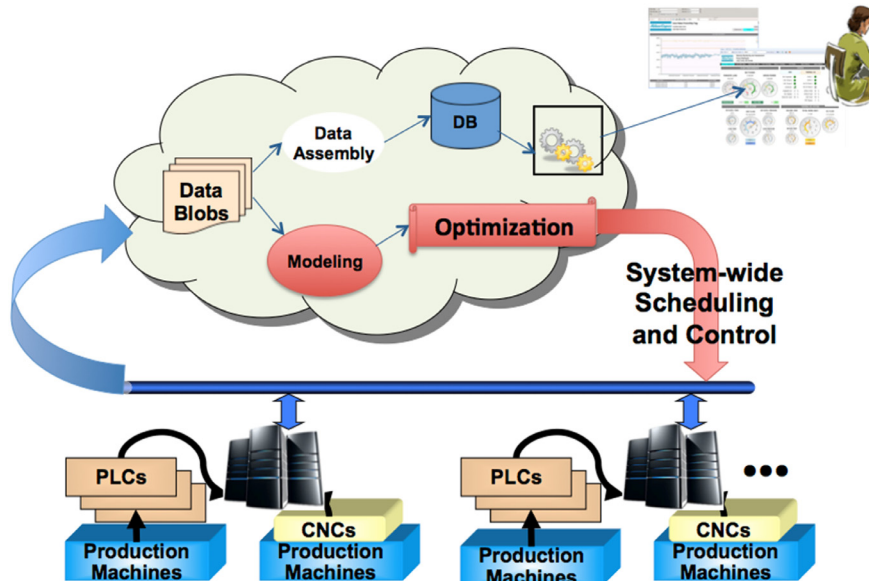 Data
Assembly
DB
Data
Blobs
Optimization
Modeling
System-wide
Scheduling
and Control
PLCs
CNCs
Production
Machines
Production
Machines
PLCs
CNCs
Production
Machines
Production
Machines